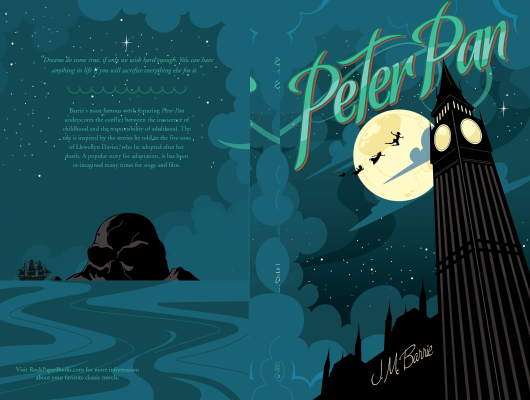 "Dreams do come true, if only we wish hard enough. You can have
anything in life if you will sacrifice everything else for it."
Barrie's most famous work featuring Peter Pan
underscores the conflict between the innocence of
childhood and the responsibility of adulthood. The
tale is inspired by the stories he told to the five sons
of Llewellyn Davies, who he adopted after her
death. A popular story for adaptation, it has been
re-imagined many times for stage and film.
Visit RockPaperBooks.com for more information
about your favorite classic novels.
Peter Pan
J.M. Barrie